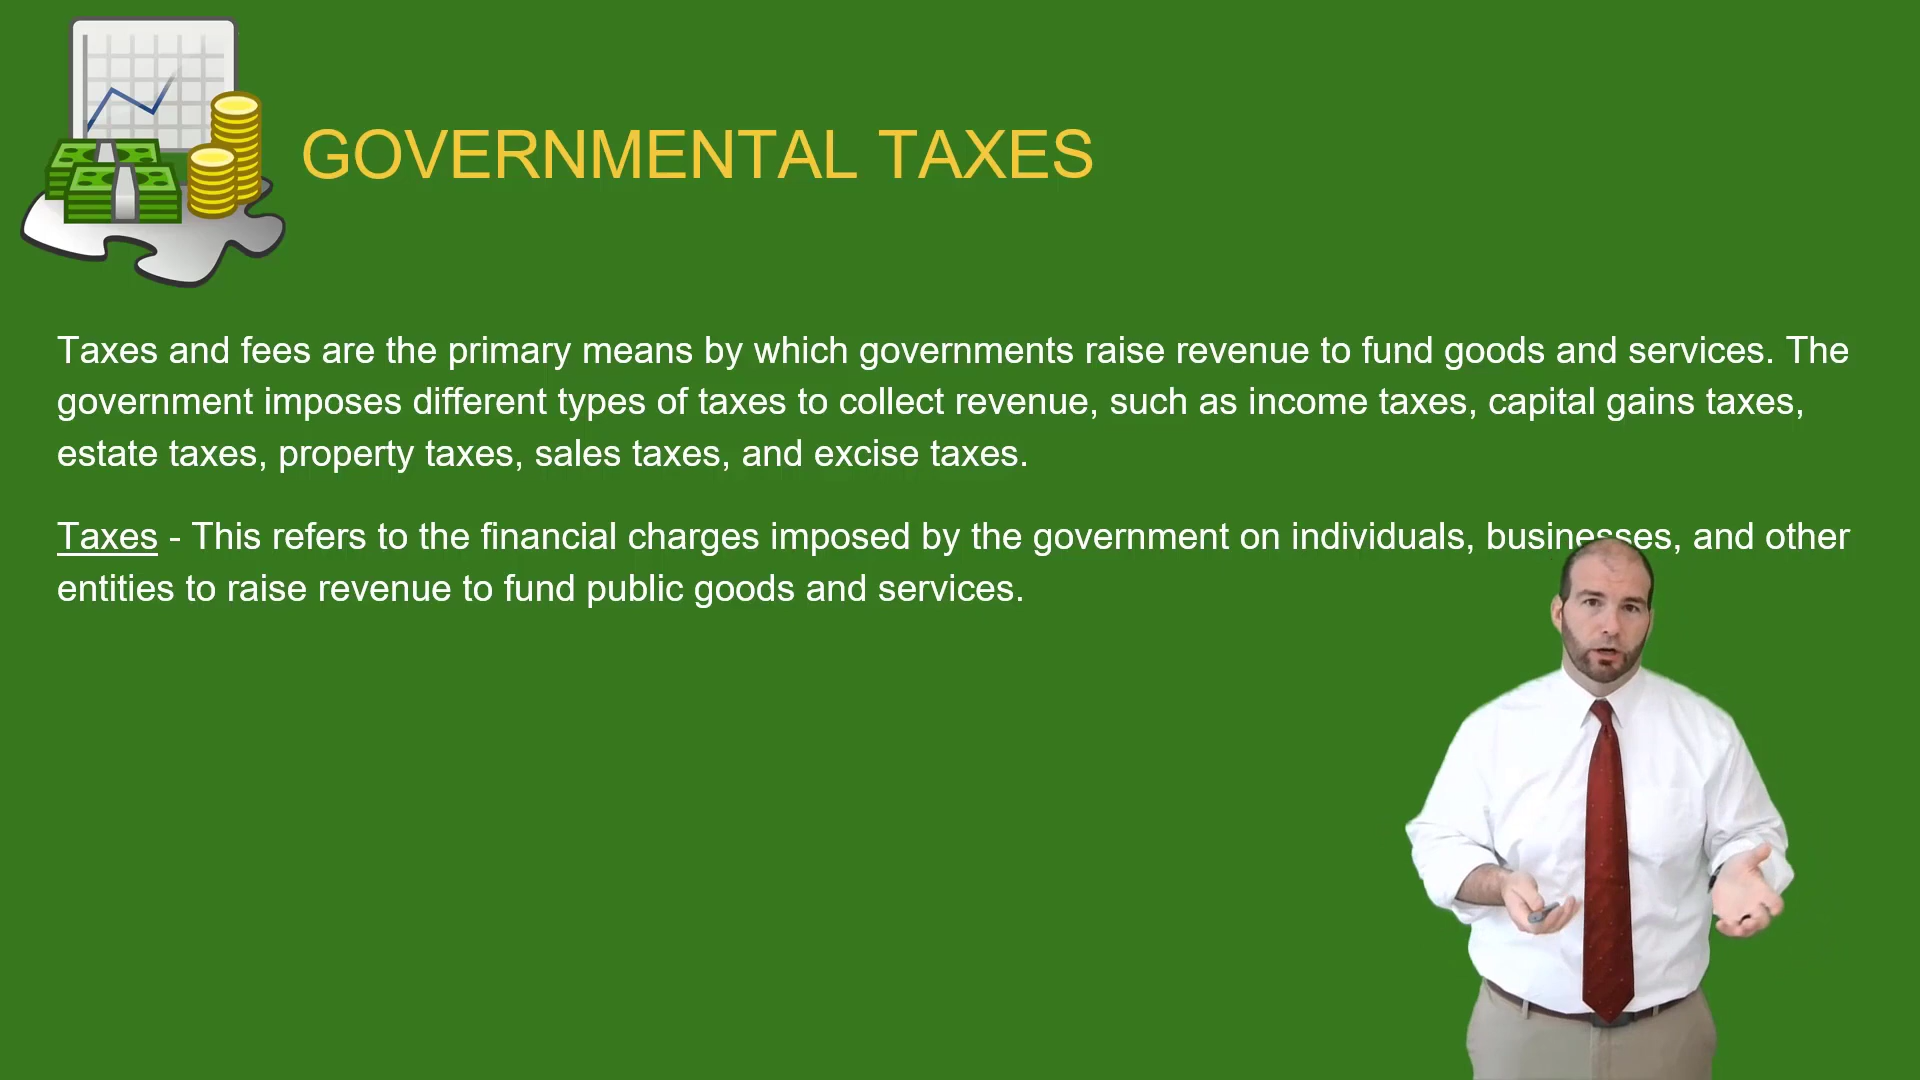 GOVERNMENTAL TAXES
Taxes and fees are the primary means by which governments raise revenue to fund goods and services. The
government imposes different types of taxes to collect revenue, such as income taxes, capital gains taxes,
estate taxes, property taxes, sales taxes, and excise taxes.
Taxes - This refers to the financial charges imposed by the government on individuals, businesses, and other
entities to raise revenue to fund public goods and services.